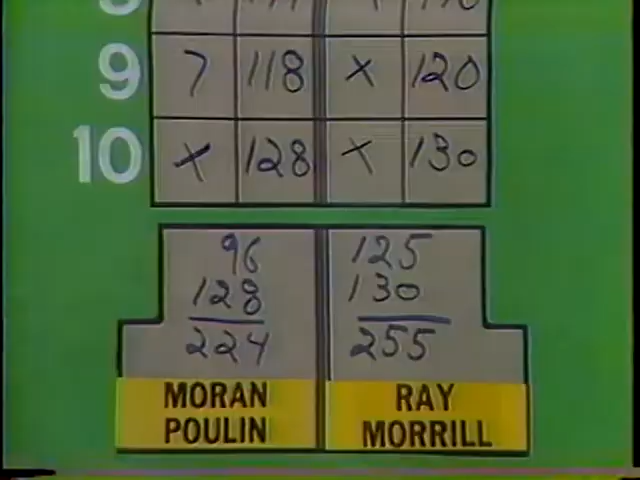 9 7 118 X 120
10 X 128 X 130
96 125
128 130
224 255
MORAN RAY
POULIN MORRILL